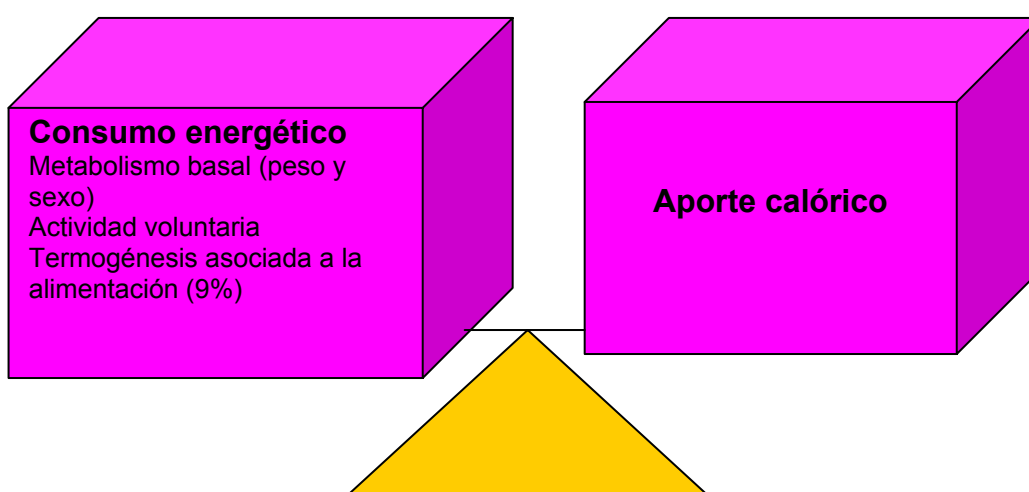 Consumo energético
Metabolismo basal (peso y
sexo)
Actividad voluntaria
Termogénesis asociada a la
alimentación (9%)
Aporte calórico